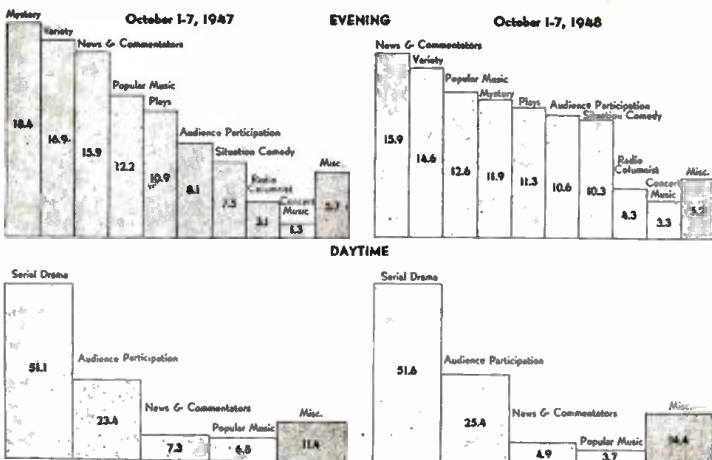 October 1-7, 1947
EVENING
October 1-7, 1948
Mystery
Variety
News & Commentators
Popular Music
Plays
Audience Participation
Situation Comedy
Radio
Columnist
Concert
Music
Misc.
18.4
16.9
15.9
12.2
10.9
8.1
7.5
3.1
1.3
5.7
News & Commentators
Variety
Popular Music
Mystery
Plays
Audience Participation
Situation Comedy
Radio
Columnist
Concert
Music
Misc.
15.9
14.6
12.6
11.9
11.3
10.6
10.3
4.3
3.3
5.2
DAYTIME
Serial Drama
Audience Participation
News & Commentators
Popular Music
Misc.
51.1
23.4
7.3
6.8
11.4
Serial Drama
Audience Participation
News & Commentators
Popular Music
Misc.
51.6
25.4
4.9
3.7
14.4